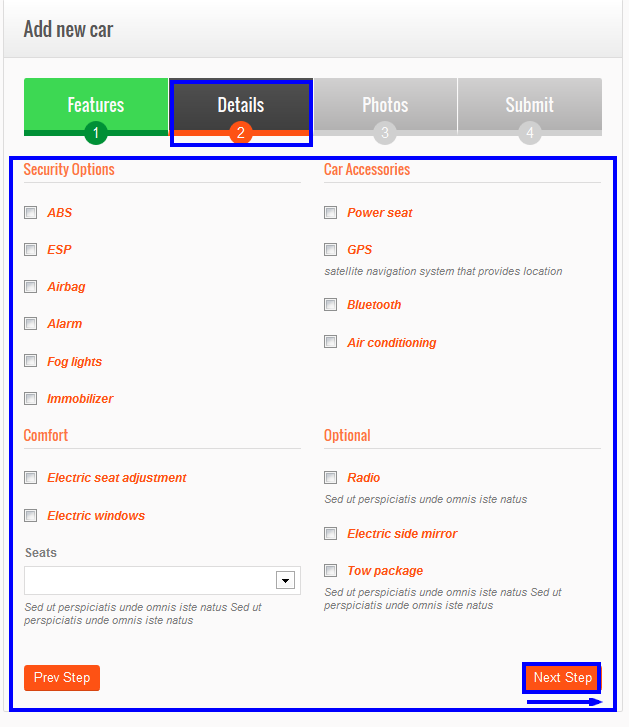 Add new car
Features
Details
Photos
Submit
1
2
3
4
Security Options
ABS
ESP
Airbag
Alarm
Fog lights
Immobilizer
Car Accessories
Power seat
GPS
satellite navigation system that provides location
Bluetooth
Air conditioning
Comfort
Electric seat adjustment
Electric windows
Seats
Sed ut perspiciatis unde omnis iste natus Sed ut
perspiciatis unde omnis iste natus
Optional
Radio
Sed ut perspiciatis unde omnis iste natus
Electric side mirror
Tow package
Sed ut perspiciatis unde omnis iste natus Sed ut
perspiciatis unde omnis iste natus
Prev Step
Next Step